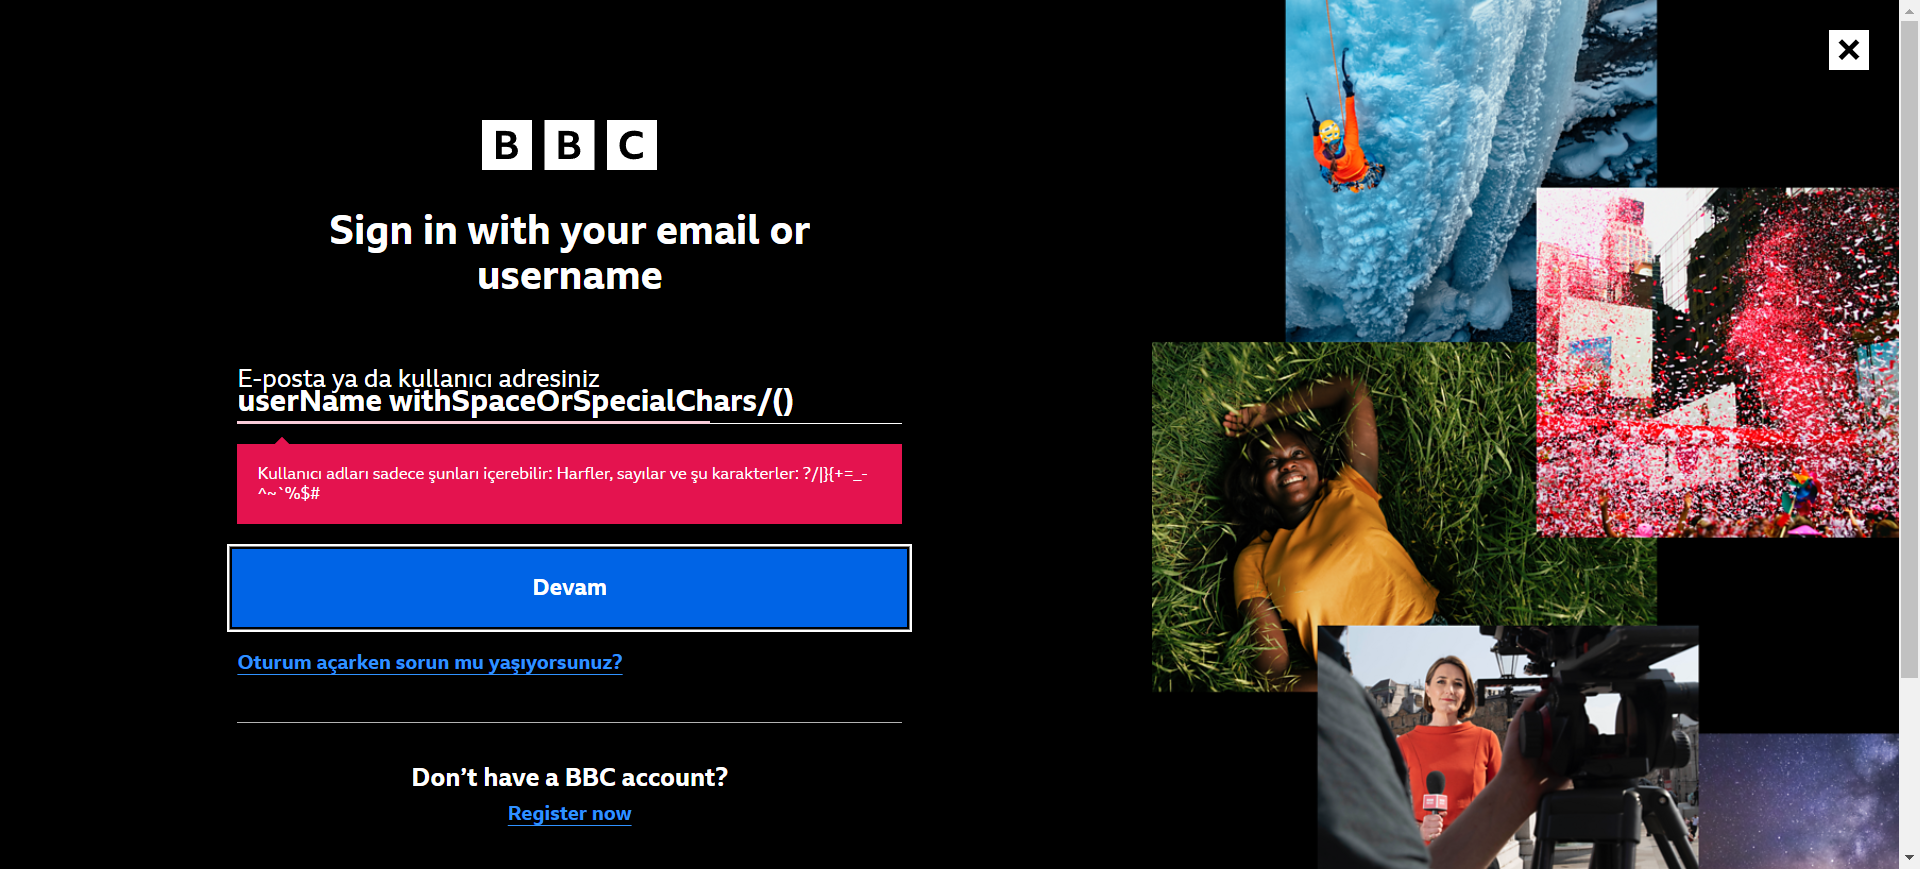 BBC
Sign in with your email or
username
E-posta ya da kullanıcı adresiniz
userName withSpaceOrSpecialChars/()
Kullanıcı adları sadece şunları içerebilir: Harfler, sayılar ve şu karakterler: ?/|}{+=_-
^~`%$#
Devam
Oturum açarken sorun mu yaşıyorsunuz?
Don’t have a BBC account?
Register now